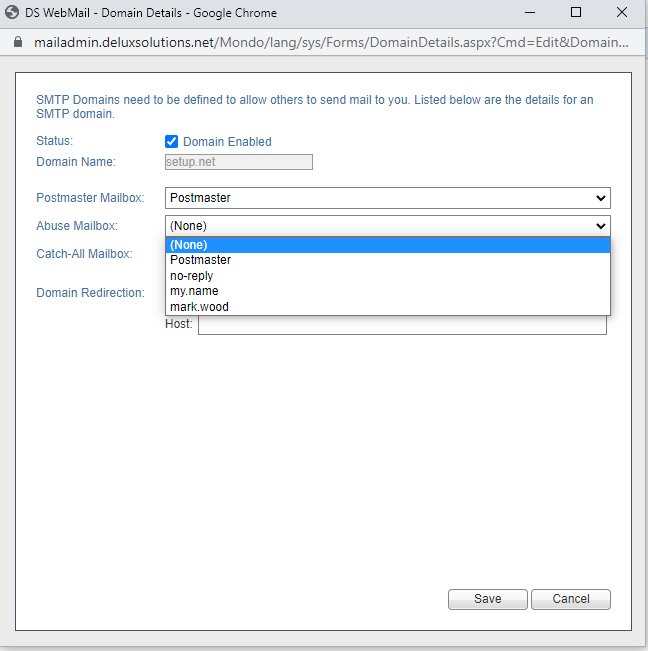 DS WebMail - Domain Details - Google Chrome
mailadmin.deluxsolutions.net/Mondo/lang/sys/Forms/DomainDetails.aspx?Cmd=Edit&Domain...
SMTP Domains need to be defined to allow others to send mail to you. Listed below are the details for an
SMTP domain.
Status: Domain Enabled
Domain Name: setup.net
Postmaster Mailbox: Postmaster
Abuse Mailbox: (None)
(None)
Catch-All Mailbox: Postmaster
no-reply
Domain Redirection: my.name
mark.wood
Host:
Save Cancel